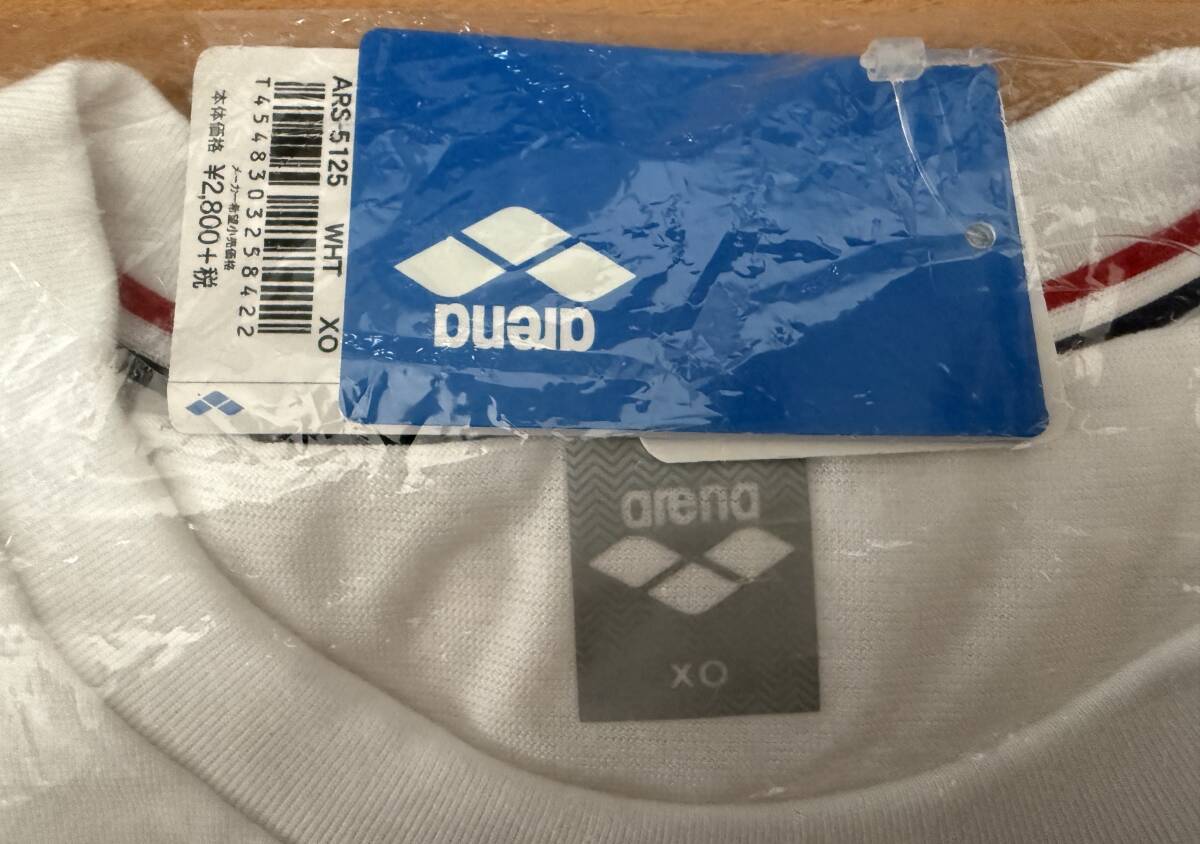 ARS-5125 WHT XO
T4548303258422
メーカー希望小売価格
本体価格 ¥2,800+税
arena
arena
XO